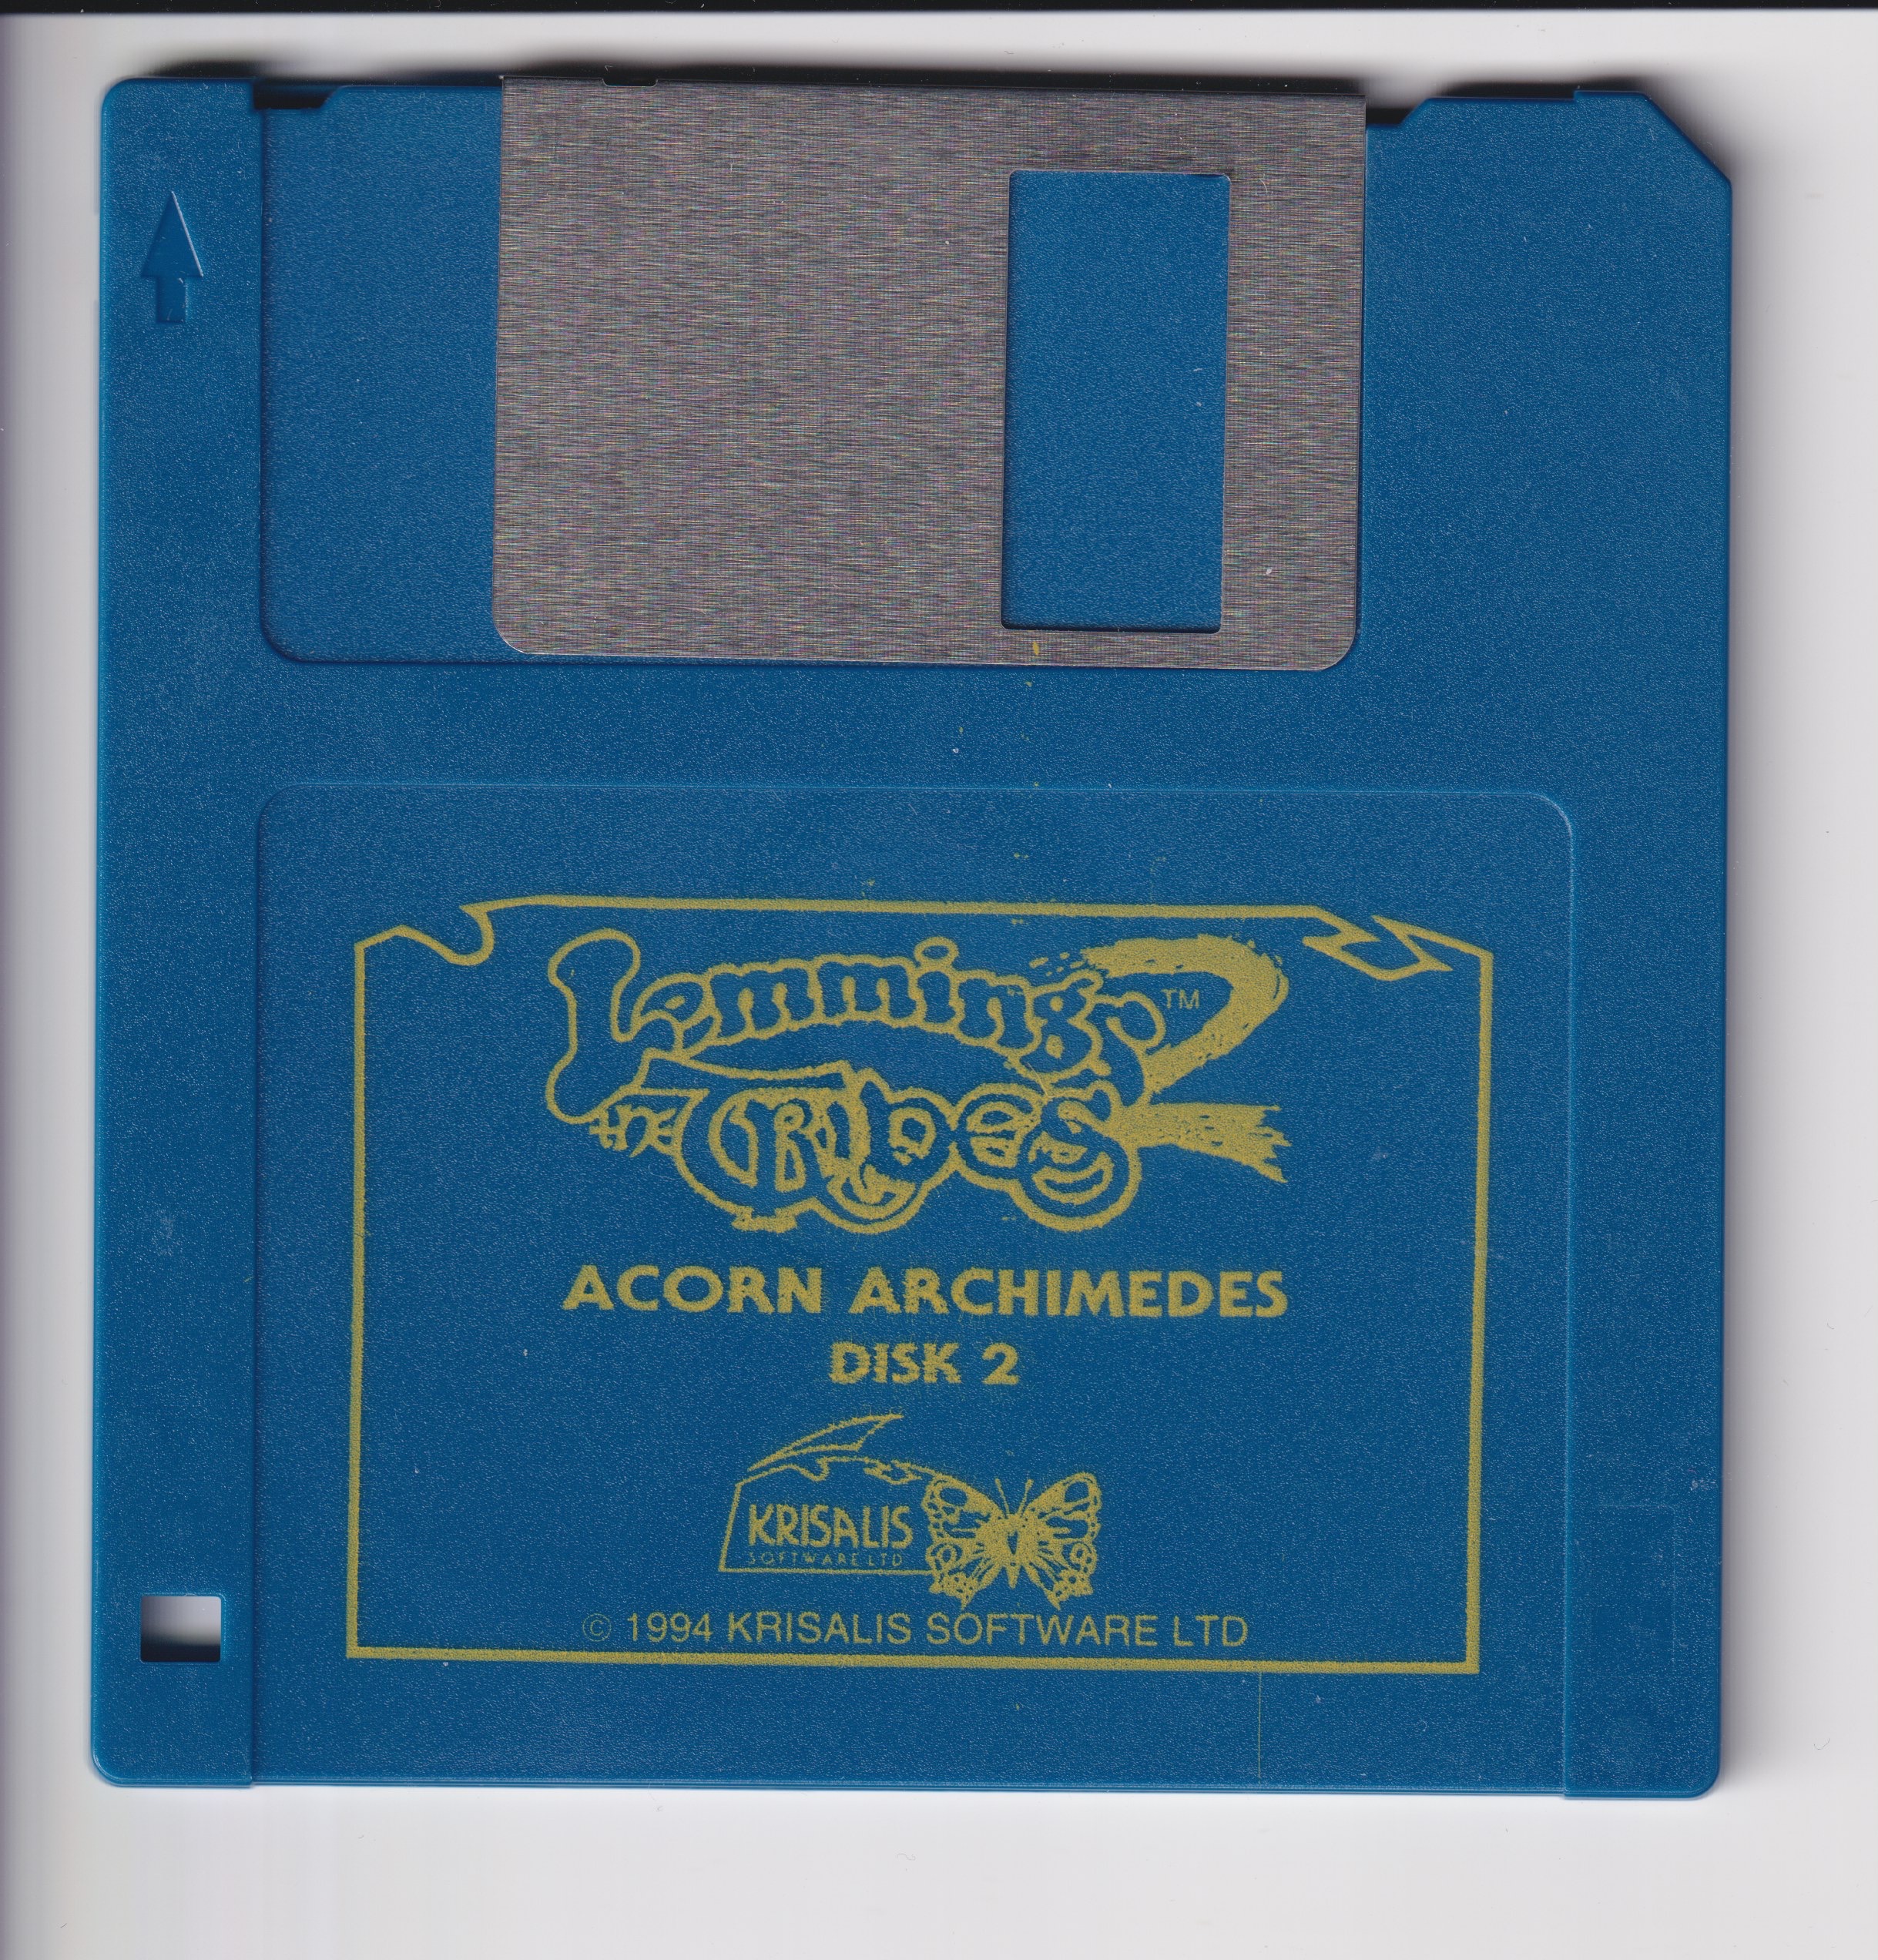 Lemmings 2 TM
the Tribes
ACORN ARCHIMEDES
DISK 2
KRISALIS
SOFTWARE LTD
© 1994 KRISALIS SOFTWARE LTD